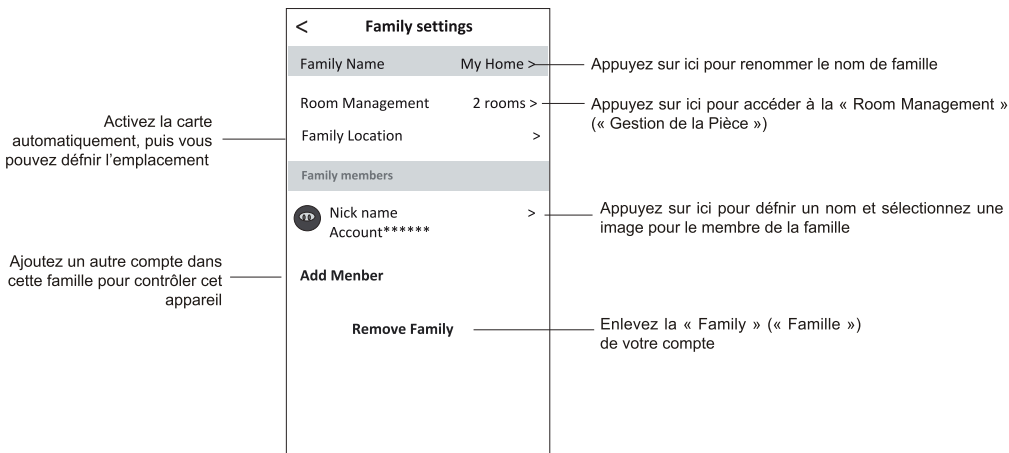 < Family settings
Family Name My Home >
Appuyez sur ici pour renommer le nom de famille
Room Management 2 rooms >
Appuyez sur ici pour accéder à la « Room Management »
(« Gestion de la Pièce »)
Activez la carte
automatiquement, puis vous
pouvez défnir l’emplacement
Family Location >
Family members
Nick name >
Account******
Appuyez sur ici pour défnir un nom et sélectionnez une
image pour le membre de la famille
Ajoutez un autre compte dans
cette famille pour contrôler cet
appareil
Add Menber
Remove Family
Enlevez la « Family » (« Famille »)
de votre compte